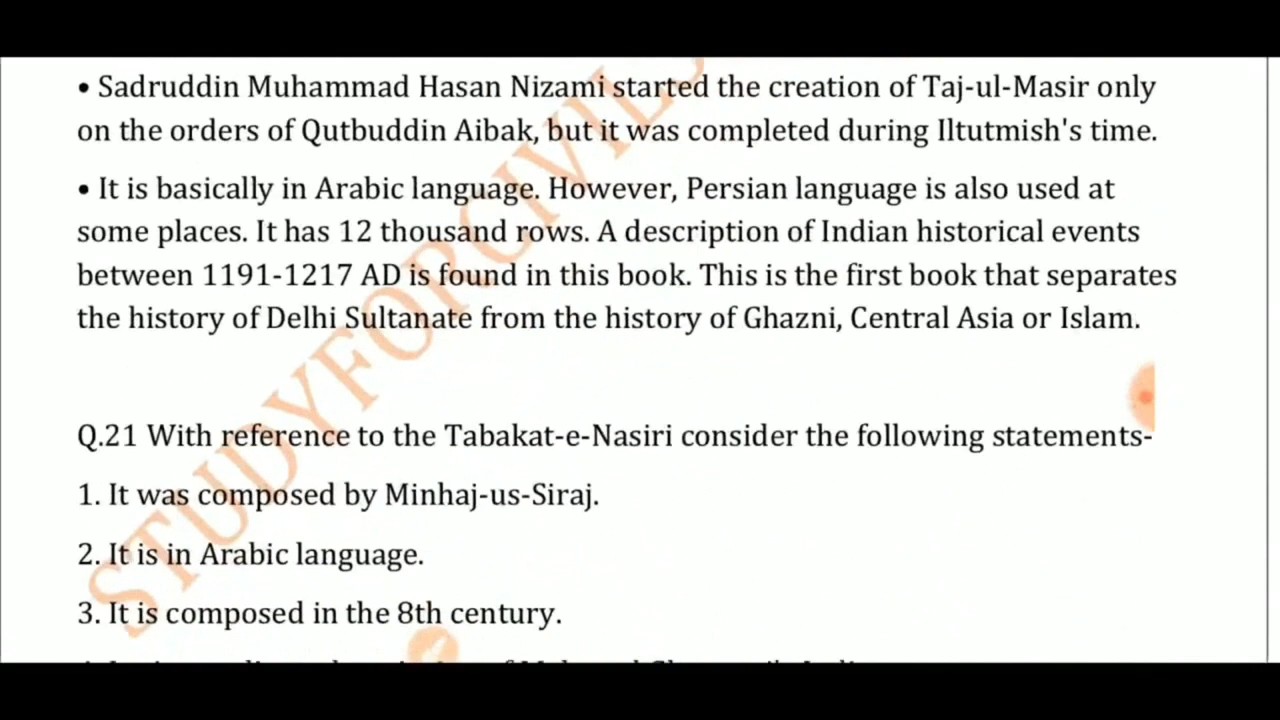 • Sadruddin Muhammad Hasan Nizami started the creation of Taj-ul-Masir only
on the orders of Qutbuddin Aibak, but it was completed during Iltutmish's time.
• It is basically in Arabic language. However, Persian language is also used at
some places. It has 12 thousand rows. A description of Indian historical events
between 1191-1217 AD is found in this book. This is the first book that separates
the history of Delhi Sultanate from the history of Ghazni, Central Asia or Islam.
Q.21 With reference to the Tabakat-e-Nasiri consider the following statements-
1. It was composed by Minhaj-us-Siraj.
2. It is in Arabic language.
3. It is composed in the 8th century.
STUDYFORCIVILS